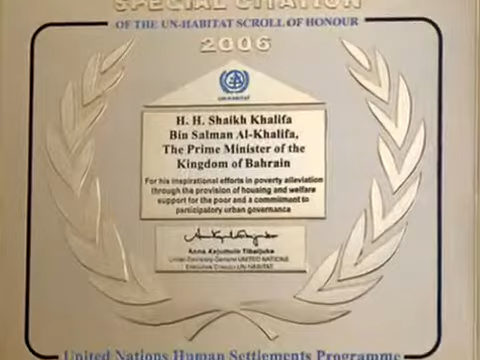 SPECIAL CITATION
OF THE UN-HABITAT SCROLL OF HONOUR
2006
UN-HABITAT
H. H. Shaikh Khalifa
Bin Salman Al-Khalifa,
The Prime Minister of the
Kingdom of Bahrain
For his inspirational efforts in poverty alleviation
through the provision of housing and welfare
support for the poor and a commitment to
participatory urban governance
Anna Kajumulo Tibaijuka
Under-Secretary-General UNITED NATIONS
Executive Director UN-HABITAT
United Nations Human Settlements Programme